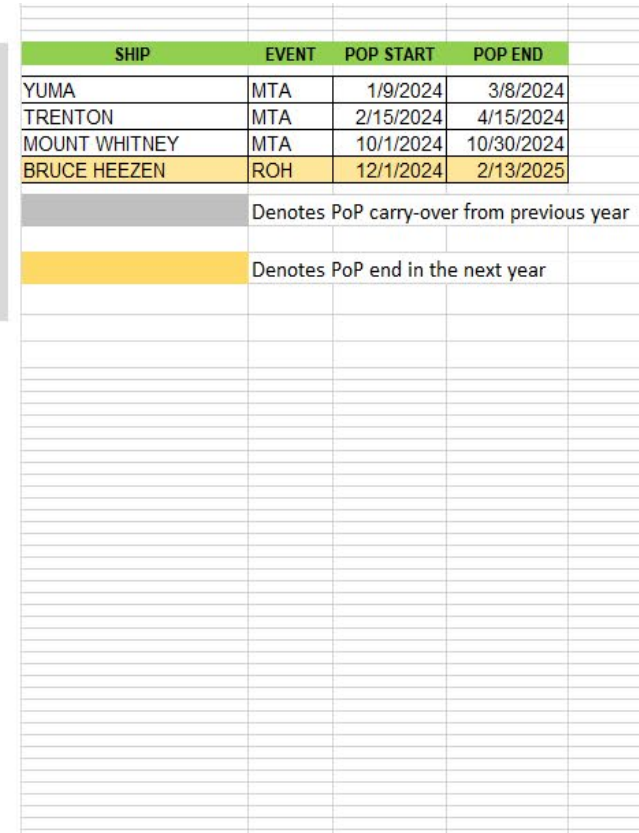 SHIP EVENT POP START POP END
YUMA MTA 1/9/2024 3/8/2024
TRENTON MTA 2/15/2024 4/15/2024
MOUNT WHITNEY MTA 10/1/2024 10/30/2024
BRUCE HEEZEN ROH 12/1/2024 2/13/2025
Denotes PoP carry-over from previous year
Denotes PoP end in the next year